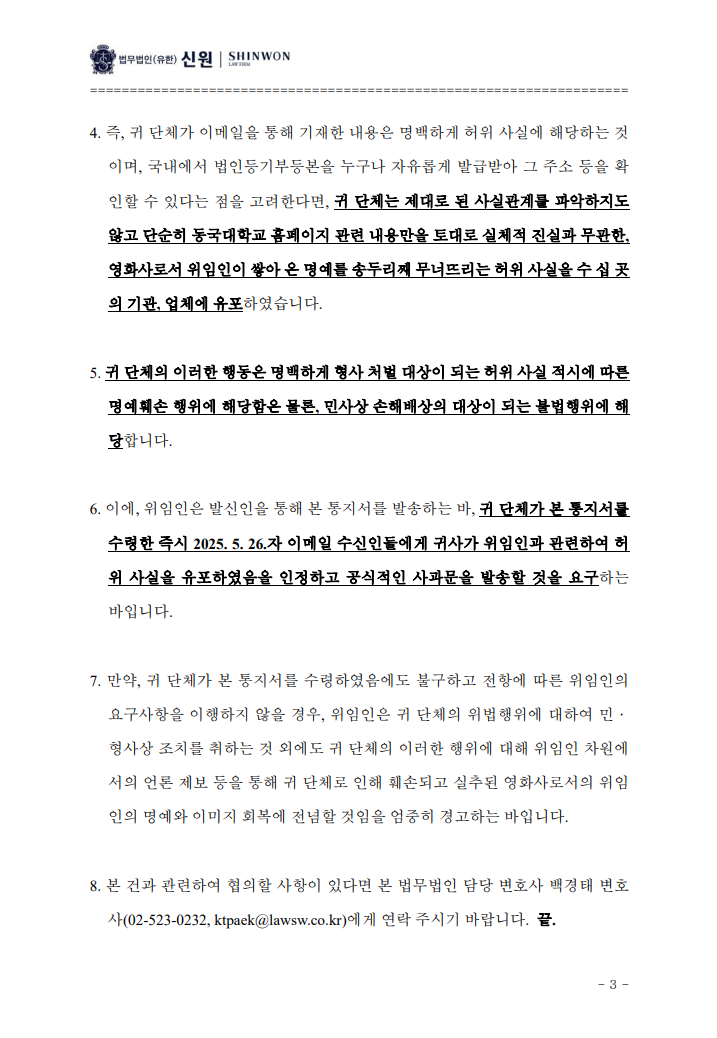 법무법인(유한) 신원 | SHINWON
LAW FIRM
====================================================================
4. 즉, 귀 단체가 이메일을 통해 기재한 내용은 명백하게 허위 사실에 해당하는 것
이며, 국내에서 법인등기부등본을 누구나 자유롭게 발급받아 그 주소 등을 확
인할 수 있다는 점을 고려한다면, 귀 단체는 제대로 된 사실관계를 파악하지도
않고 단순히 동국대학교 홈페이지 관련 내용만을 토대로 실체적 진실과 무관한,
영화사로서 위임인이 쌓아 온 명예를 송두리째 무너뜨리는 허위 사실을 수 십 곳
의 기관, 업체에 유포하였습니다.
5. 귀 단체의 이러한 행동은 명백하게 형사 처벌 대상이 되는 허위 사실 적시에 따른
명예훼손 행위에 해당함은 물론, 민사상 손해배상의 대상이 되는 불법행위에 해
당합니다.
6. 이에, 위임인은 발신인을 통해 본 통지서를 발송하는 바, 귀 단체가 본 통지서를
수령한 즉시 2025. 5. 26.자 이메일 수신인들에게 귀사가 위임인과 관련하여 허
위 사실을 유포하였음을 인정하고 공식적인 사과문을 발송할 것을 요구하는
바입니다.
7. 만약, 귀 단체가 본 통지서를 수령하였음에도 불구하고 전항에 따른 위임인의
요구사항을 이행하지 않을 경우, 위임인은 귀 단체의 위법행위에 대하여 민ㆍ
형사상 조치를 취하는 것 외에도 귀 단체의 이러한 행위에 대해 위임인 차원에
서의 언론 제보 등을 통해 귀 단체로 인해 훼손되고 실추된 영화사로서의 위임
인의 명예와 이미지 회복에 전념할 것임을 엄중히 경고하는 바입니다.
8. 본 건과 관련하여 협의할 사항이 있다면 본 법무법인 담당 변호사 백경태 변호
사(02-523-0232, ktpaek@lawsw.co.kr)에게 연락 주시기 바랍니다. 끝.
- 3 -